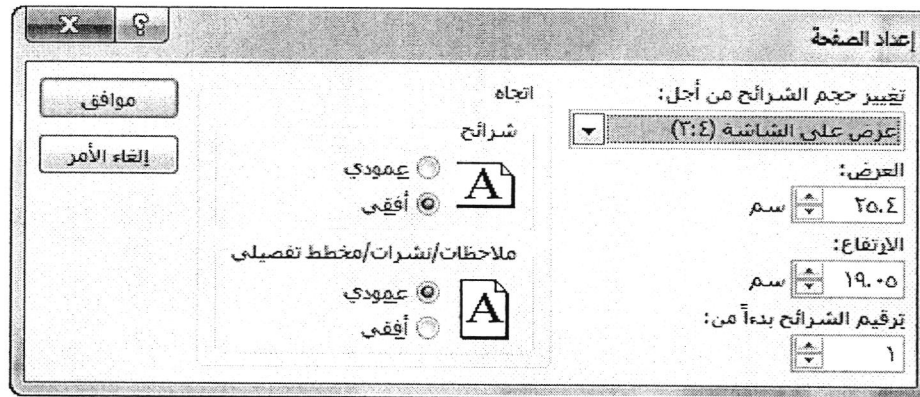 إعداد الصفحة
تغيير حجم الشرائح من أجل:
عرض على الشاشة (٣:٤)
العرض:
٢٥.٤ سم
الارتفاع:
١٩.٠٥ سم
ترقيم الشرائح بدءاً من:
١
اتجاه
شرائح
A
عمودي
أفقي
ملاحظات/نشرات/مخطط تفصيلي
A
عمودي
أفقي
موافق
إلغاء الأمر